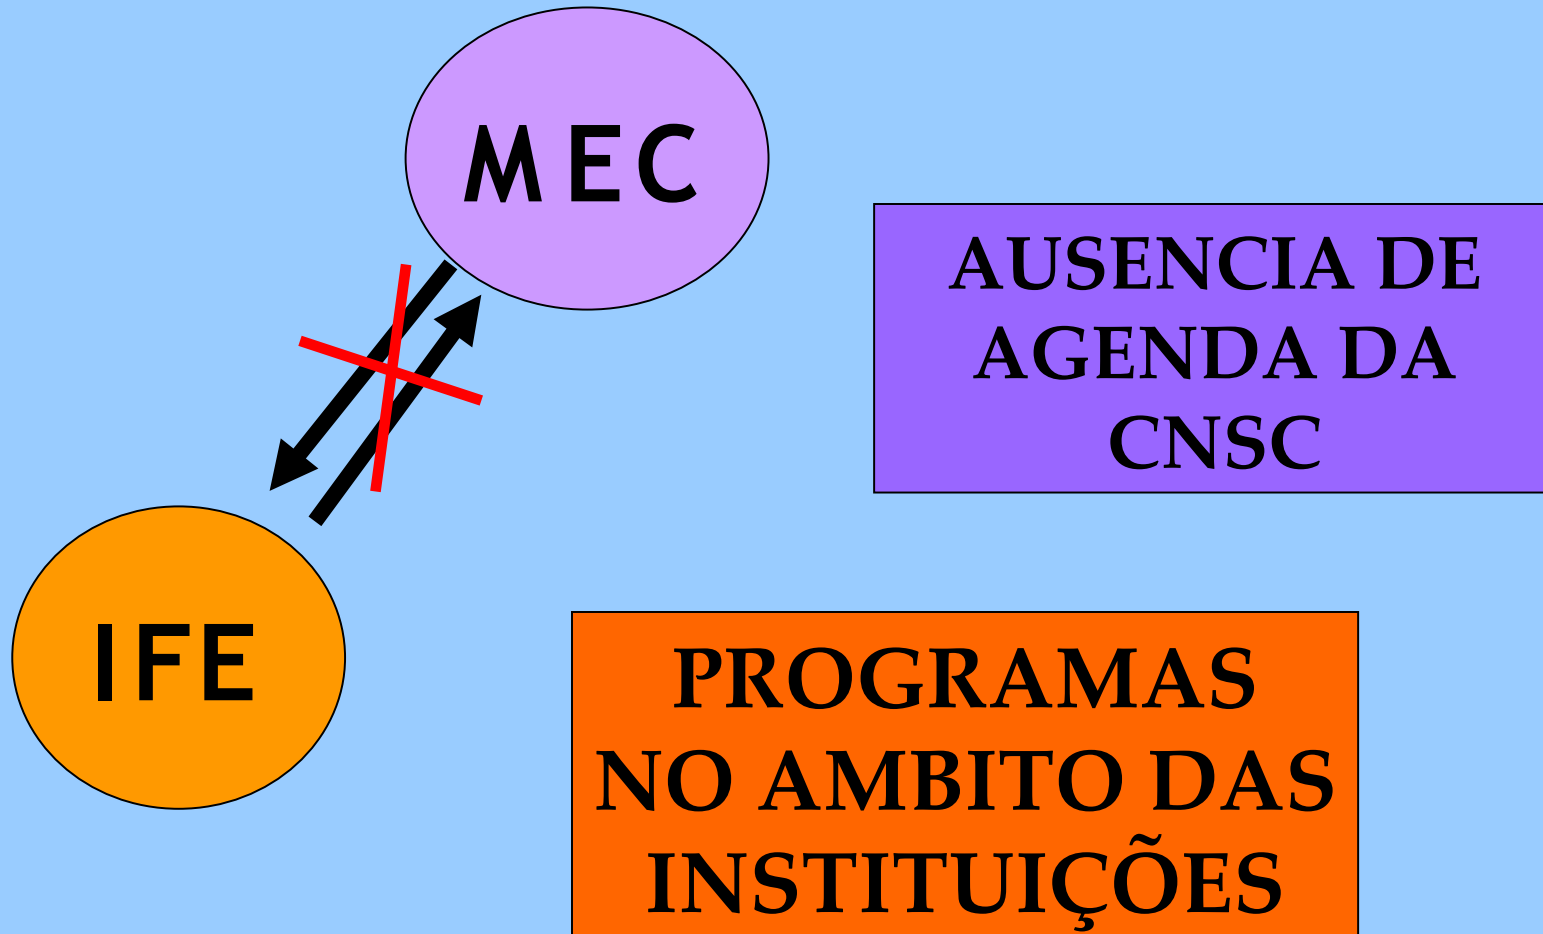 MEC
AUSENCIA DE
AGENDA DA
CNSC
IFE
PROGRAMAS
NO AMBITO DAS
INSTITUIÇÕES